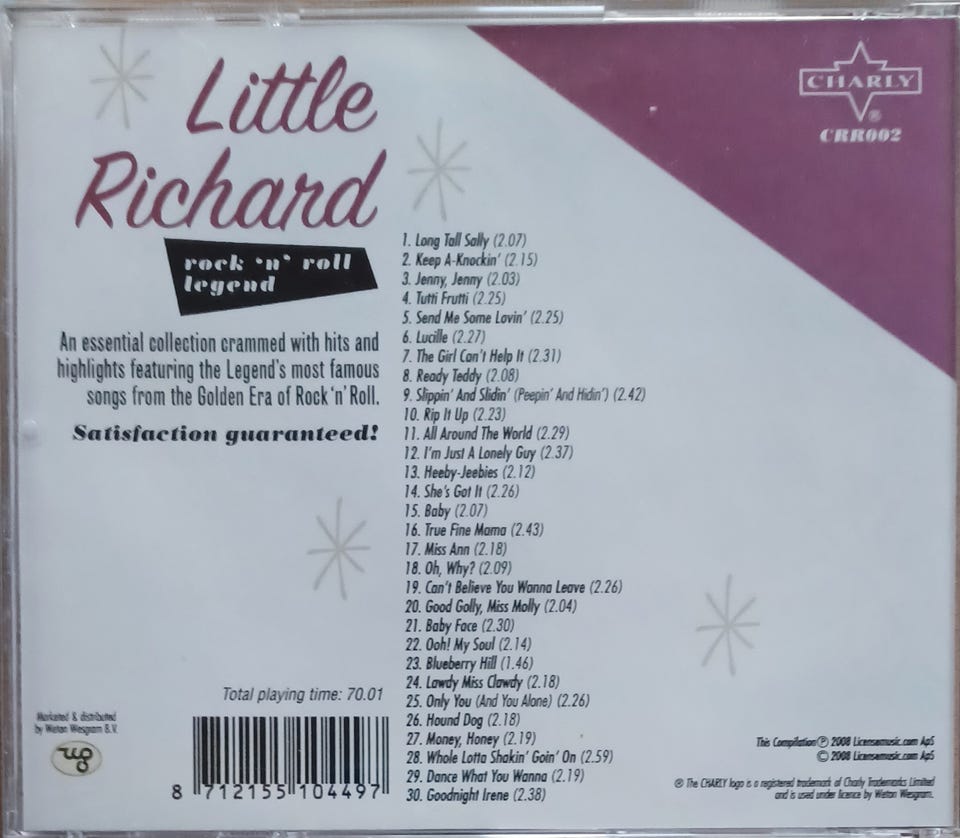 Little
Richard
rock 'n' roll
legend
An essential collection crammed with hits and
highlights featuring the Legend's most famous
songs from the Golden Era of Rock'n'Roll.
Satisfaction guaranteed!
CHARLY
®
CRR002
1. Long Tall Sally (2.07)
2. Keep A-Knockin' (2.15)
3. Jenny, Jenny (2.03)
4. Tutti Frutti (2.25)
5. Send Me Some Lovin' (2.25)
6. Lucille (2.27)
7. The Girl Can't Help It (2.31)
8. Ready Teddy (2.08)
9. Slippin' And Slidin' (Peepin' And Hidin') (2.42)
10. Rip It Up (2.23)
11. All Around The World (2.29)
12. I'm Just A Lonely Guy (2.37)
13. Heeby-Jeebies (2.12)
14. She's Got It (2.26)
15. Baby (2.07)
16. True Fine Mama (2.43)
17. Miss Ann (2.18)
18. Oh, Why? (2.09)
19. Can't Believe You Wanna Leave (2.26)
20. Good Golly, Miss Molly (2.04)
21. Baby Face (2.30)
22. Ooh! My Soul (2.14)
23. Blueberry Hill (1.46)
24. Lawdy Miss Clawdy (2.18)
25. Only You (And You Alone) (2.26)
26. Hound Dog (2.18)
27. Money, Honey (2.19)
28. Whole Lotta Shakin' Goin' On (2.59)
29. Dance What You Wanna (2.19)
30. Goodnight Irene (2.38)
Total playing time: 70.01
Marketed & distributed
by Weton Wesgram B.V.
wg
8 712155 104497
This Compilation ℗ 2008 Licensemusic.com ApS
© 2008 Licensemusic.com ApS
® The CHARLY logo is a registered trademark of Charly Trademarks Limited
and is used under licence by Weton Wesgram.